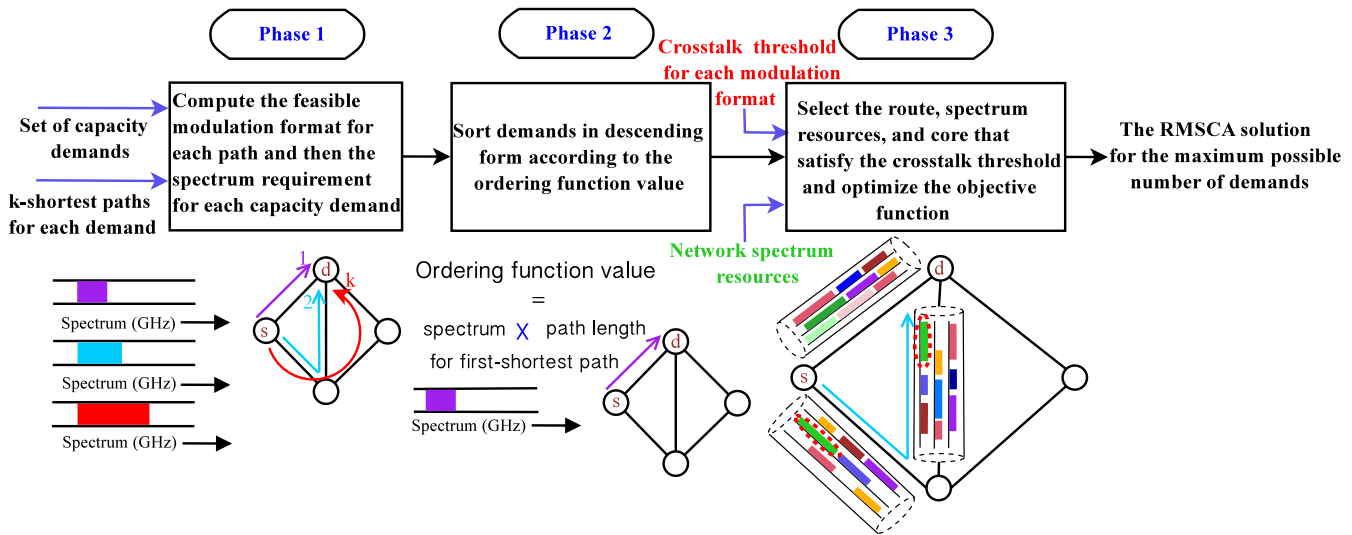 Phase 1
Phase 2
Phase 3
Set of capacity
demands
k-shortest paths
for each demand
Compute the feasible
modulation format for
each path and then the
spectrum requirement
for each capacity demand
Sort demands in descending
form according to the
ordering function value
Crosstalk threshold
for each modulation
format
Network spectrum
resources
Select the route, spectrum
resources, and core that
satisfy the crosstalk threshold
and optimize the objective
function
The RMSCA solution
for the maximum possible
number of demands
Spectrum (GHz)
Spectrum (GHz)
Spectrum (GHz)
1
d
k
2
s
Ordering function value
=
spectrum X path length
for first-shortest path
Spectrum (GHz)
d
s
d
s